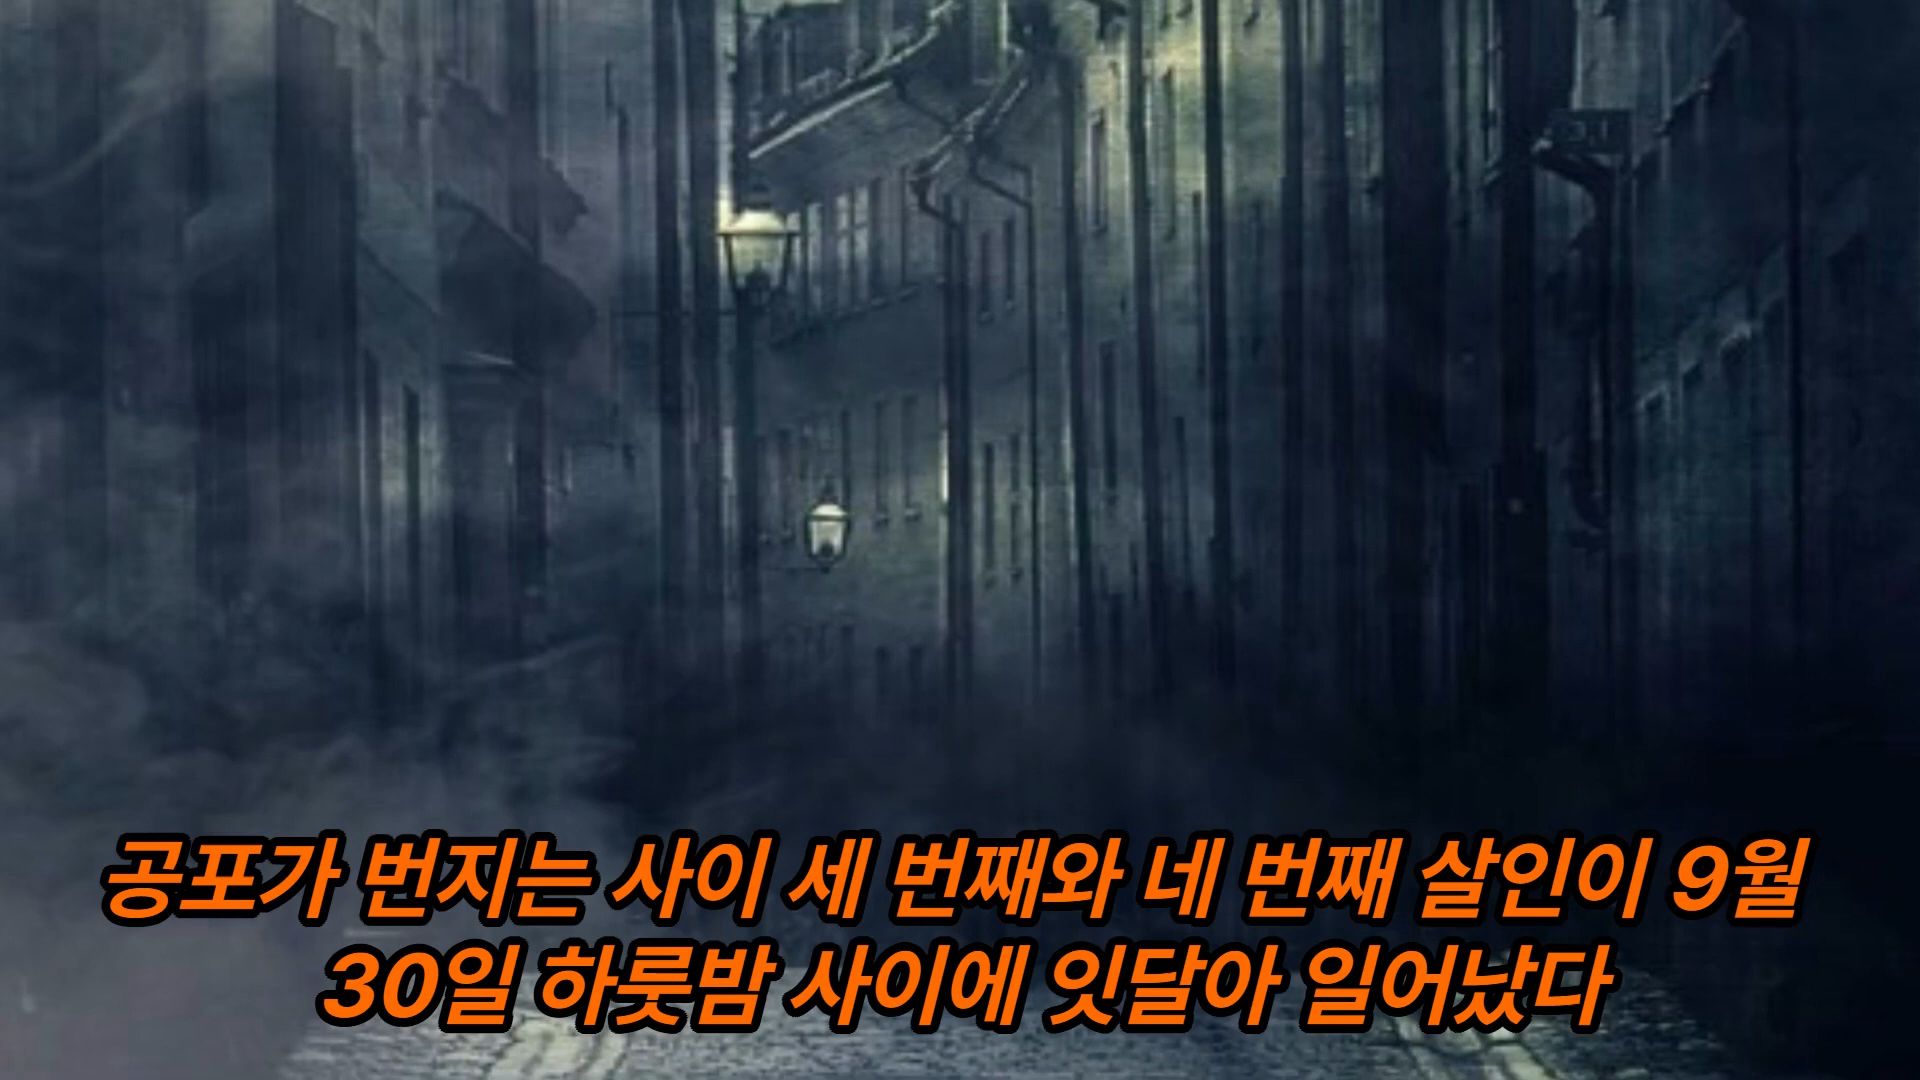 공포가 번지는 사이 세 번째와 네 번째 살인이 9월
30일 하룻밤 사이에 잇달아 일어났다